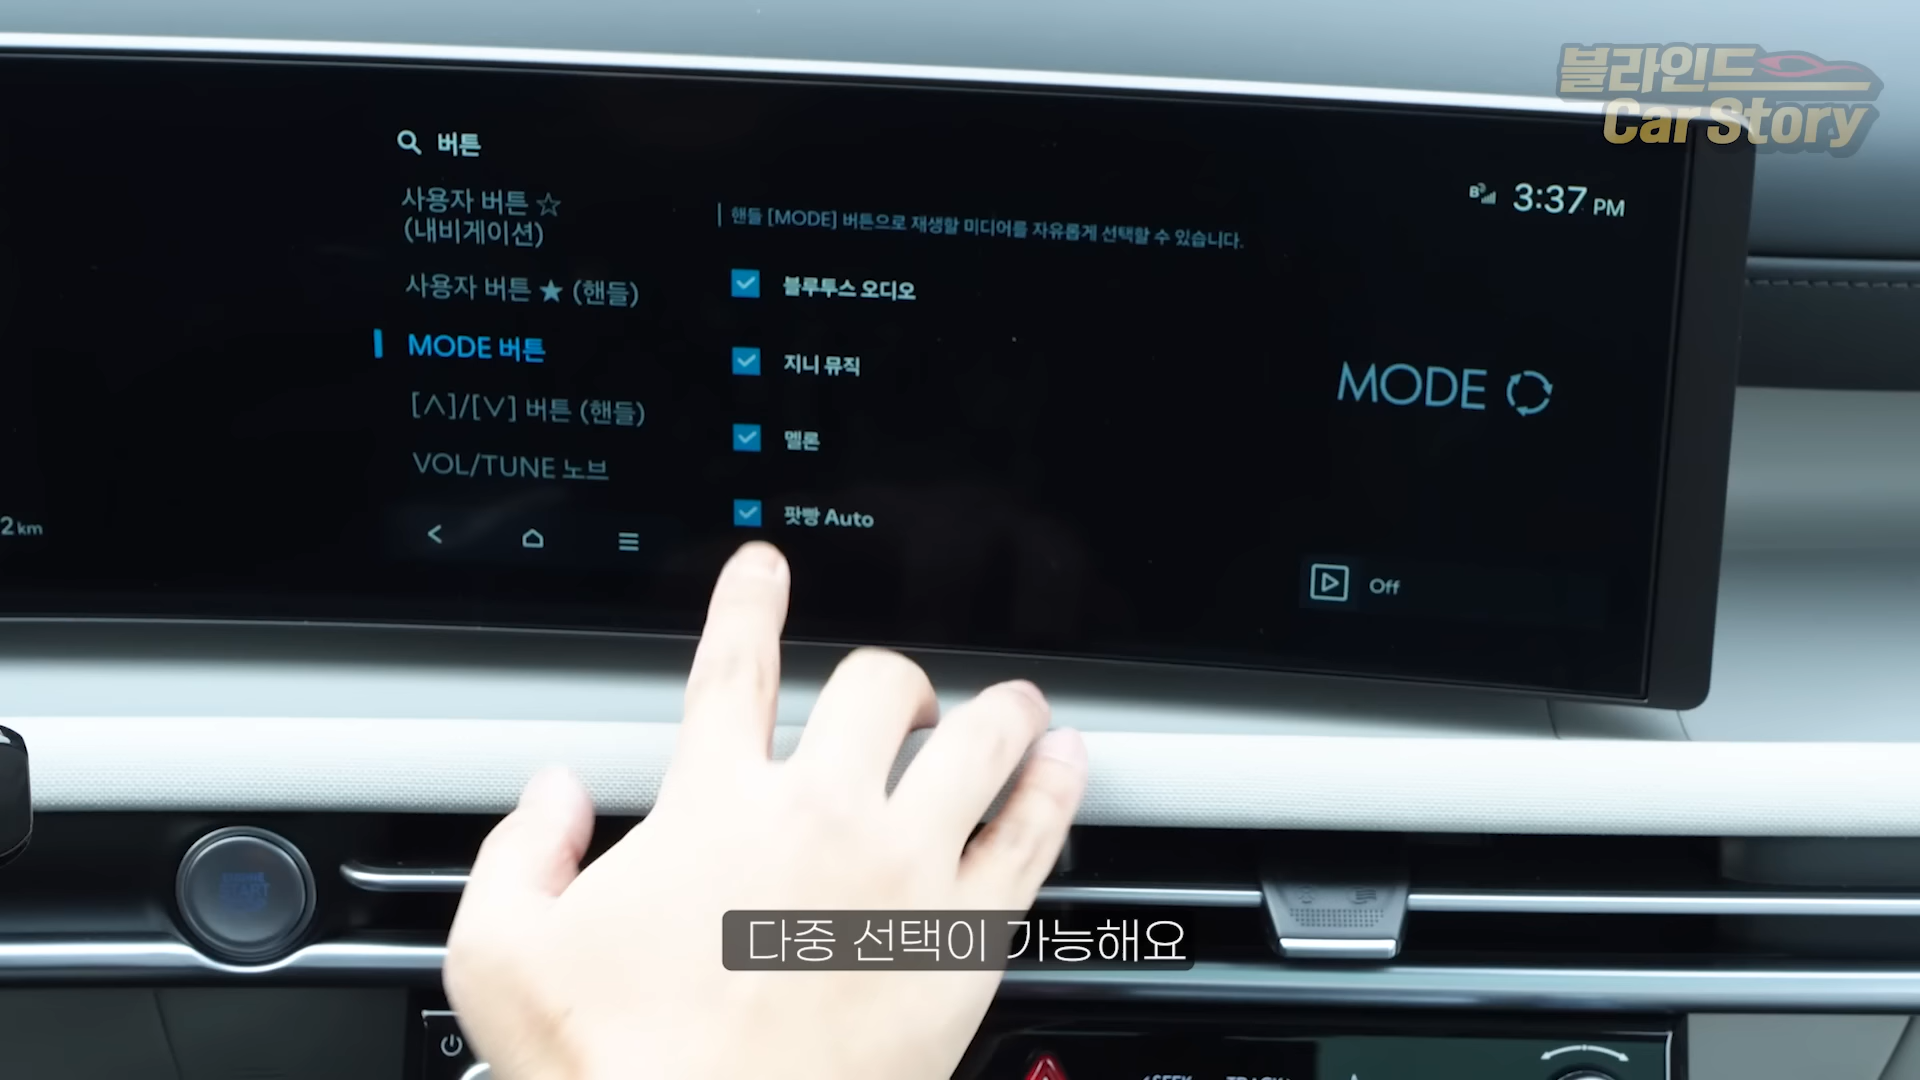 블라인드
Car Story
버튼
3:37 PM
사용자 버튼 ☆
(내비게이션)
사용자 버튼 ★ (핸들)
MODE 버튼
[∧]/[∨] 버튼 (핸들)
VOL/TUNE 노브
핸들 [MODE] 버튼으로 재생할 미디어를 자유롭게 선택할 수 있습니다.
블루투스 오디오
지니 뮤직
멜론
팟빵 Auto
MODE
Off
2 km
START
다중 선택이 가능해요